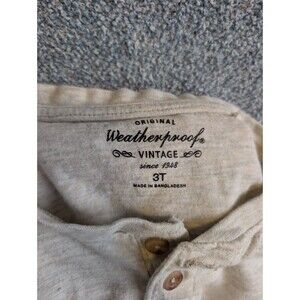 ORIGINAL
Weatherproof®
VINTAGE
since 1948
3T
MADE IN BANGLADESH